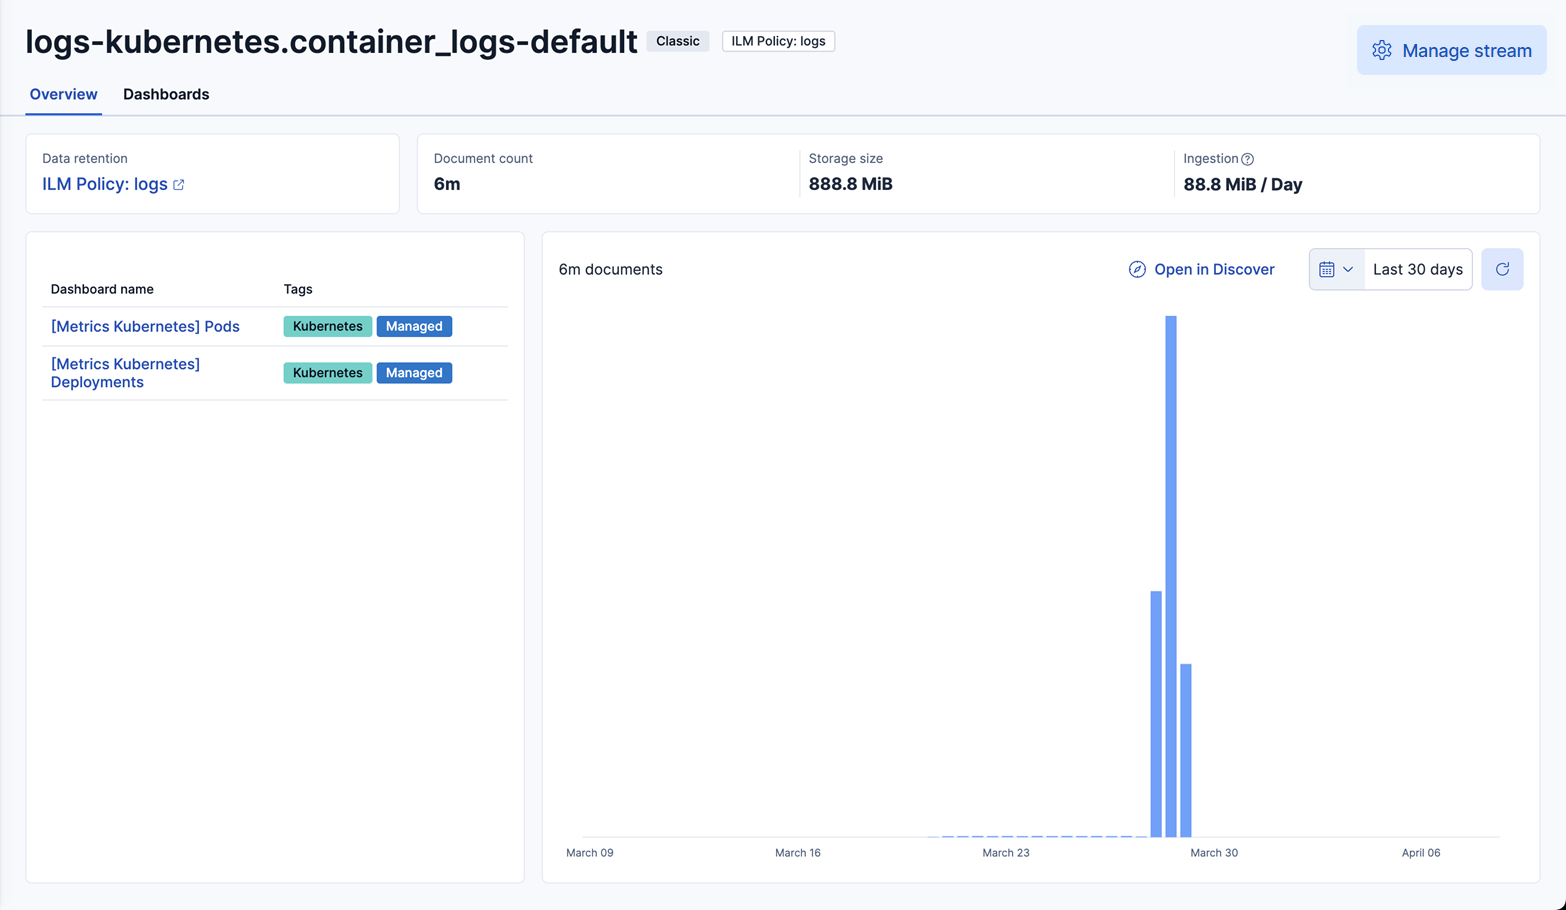 logs-kubernetes.container_logs-default Classic ILM Policy: logs
Manage stream
Overview Dashboards
Data retention
ILM Policy: logs
Document count
6m
Storage size
888.8 MiB
Ingestion
88.8 MiB / Day
Dashboard name Tags
[Metrics Kubernetes] Pods Kubernetes Managed
[Metrics Kubernetes]
Deployments Kubernetes Managed
6m documents
Open in Discover
Last 30 days
March 09 March 16 March 23 March 30 April 06